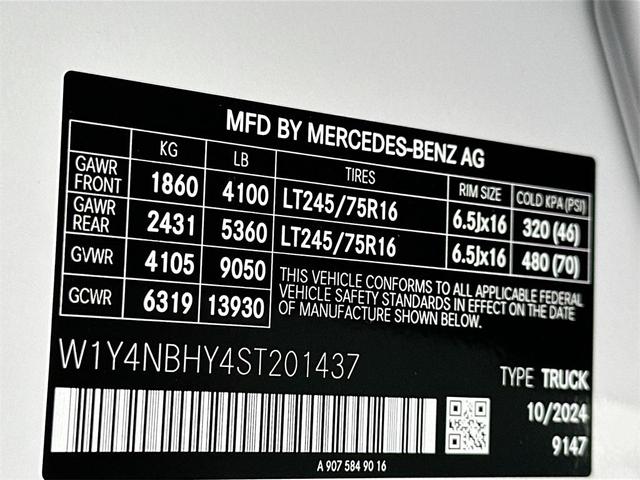 MFD BY MERCEDES-BENZ AG
KG LB TIRES RIM SIZE COLD KPA (PSI)
GAWR FRONT 1860 4100 LT245/75R16 6.5Jx16 320 (46)
GAWR REAR 2431 5360 LT245/75R16 6.5Jx16 480 (70)
GVWR 4105 9050
GCWR 6319 13930
THIS VEHICLE CONFORMS TO ALL APPLICABLE FEDERAL
VEHICLE SAFETY STANDARDS IN EFFECT ON THE DATE
OF MANUFACTURE SHOWN BELOW.
W1Y4NBHY4ST201437
TYPE TRUCK
10/2024
9147
A 907 584 90 16